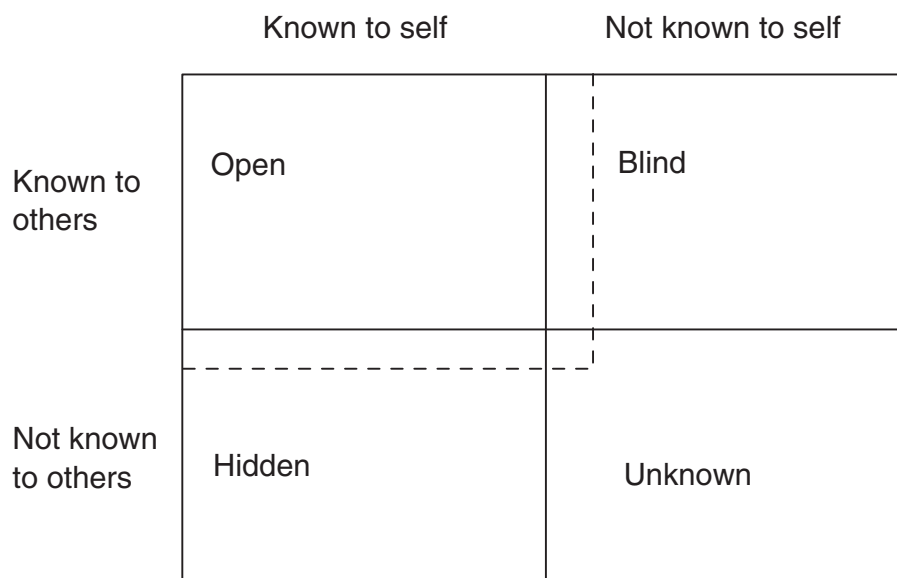 Known to self
Not known to self
Known to
others
Open
Blind
Not known
to others
Hidden
Unknown